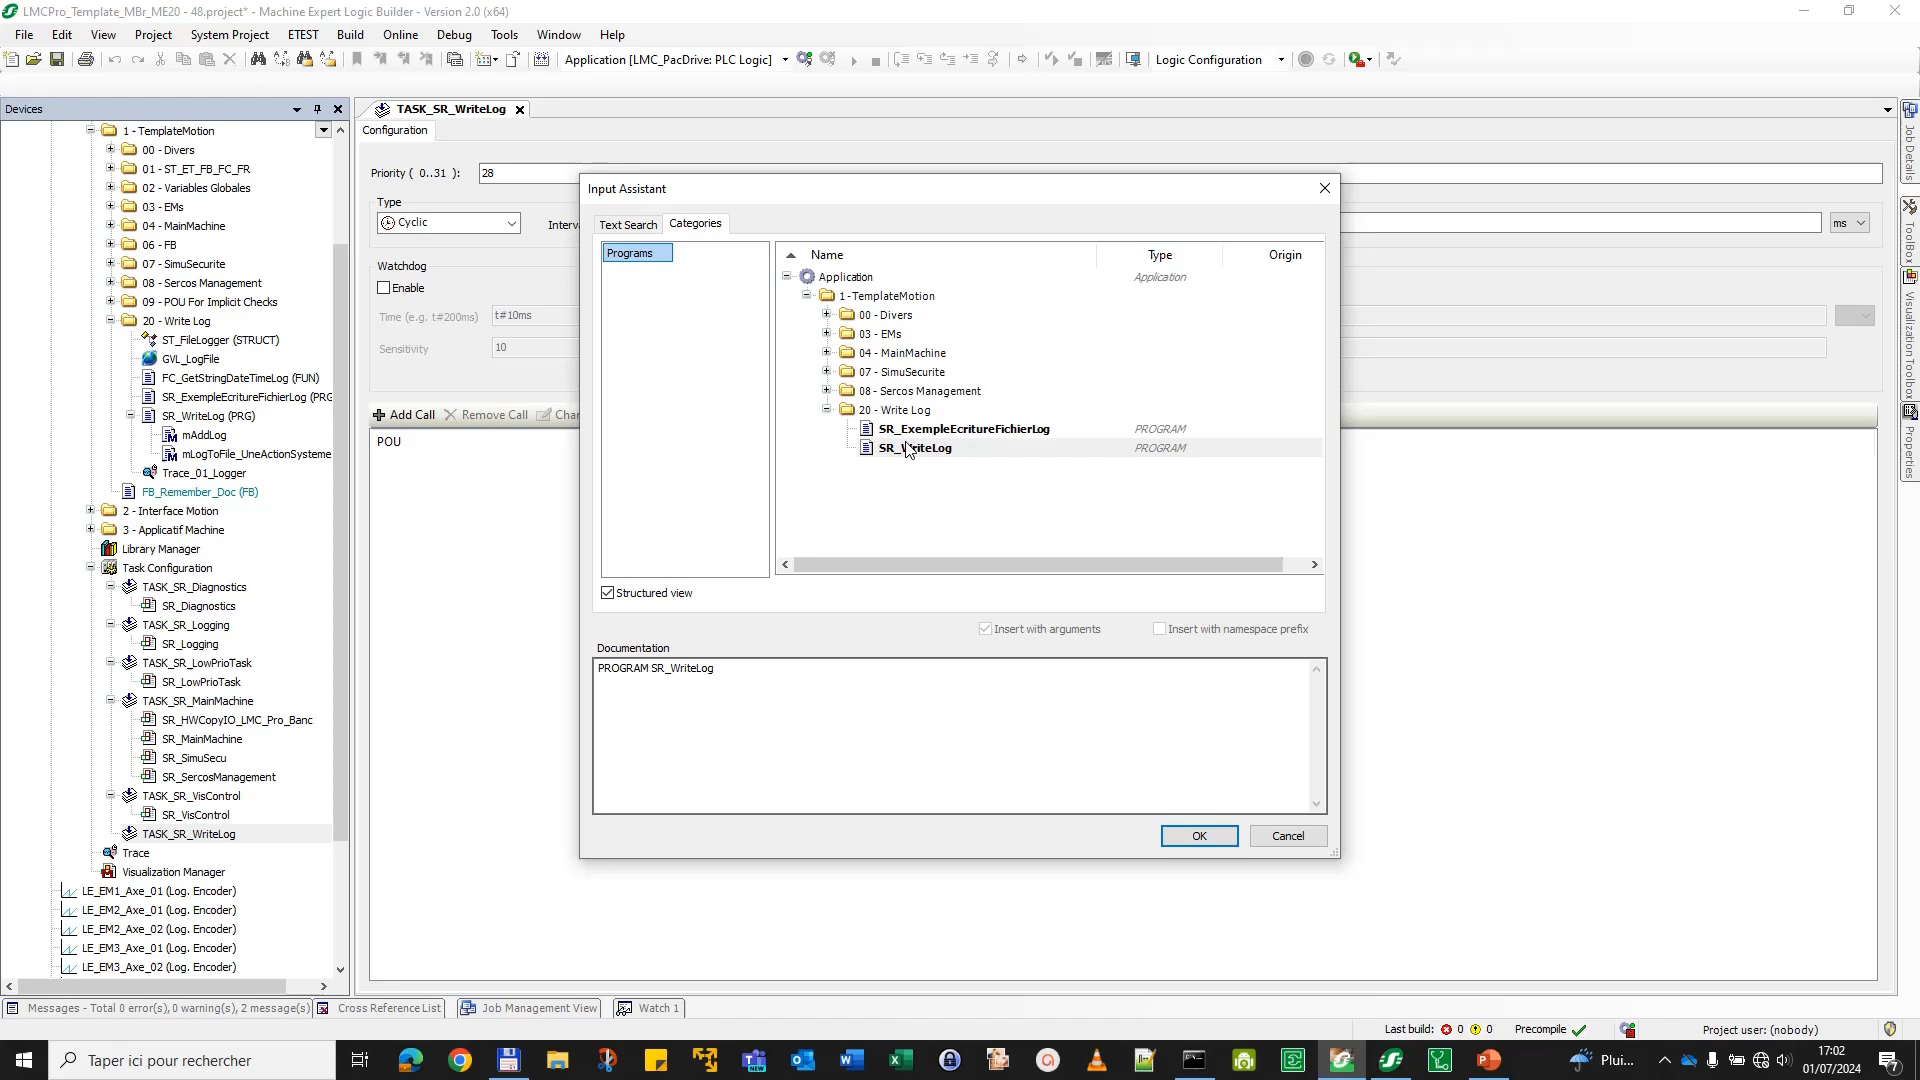 LMCPro_Template_MBr_ME20 - 48.project* - Machine Expert Logic Builder - Version 2.0 (x64)
File Edit View Project System Project ETEST Build Online Debug Tools Window Help
Application [LMC_PacDrive: PLC Logic] Logic Configuration
Devices
1 - TemplateMotion
00 - Divers
01 - ST_ET_FB_FC_FR
02 - Variables Globales
03 - EMs
04 - MainMachine
06 - FB
07 - SimuSecurite
08 - Sercos Management
09 - POU For Implicit Checks
20 - Write Log
ST_FileLogger (STRUCT)
GVL_LogFile
FC_GetStringDateTimeLog (FUN)
SR_ExempleEcritureFichierLog (PRG
SR_WriteLog (PRG)
mAddLog
mLogToFile_UneActionSysteme
Trace_01_Logger
FB_Remember_Doc (FB)
2 - Interface Motion
3 - Applicatif Machine
Library Manager
Task Configuration
TASK_SR_Diagnostics
SR_Diagnostics
TASK_SR_Logging
SR_Logging
TASK_SR_LowPrioTask
SR_LowPrioTask
TASK_SR_MainMachine
SR_HWCopyIO_LMC_Pro_Banc
SR_MainMachine
SR_SimuSecu
SR_SercosManagement
TASK_SR_VisControl
SR_VisControl
TASK_SR_WriteLog
Trace
Visualization Manager
LE_EM1_Axe_01 (Log. Encoder)
LE_EM2_Axe_01 (Log. Encoder)
LE_EM2_Axe_02 (Log. Encoder)
LE_EM3_Axe_01 (Log. Encoder)
LE_EM3_Axe_02 (Log. Encoder)
TASK_SR_WriteLog
Configuration
Priority ( 0..31 ): 28
Type
Cyclic Interv ms
Watchdog
Enable
Time (e.g. t#200ms) t#10ms
Sensitivity 10
Add Call Remove Call Chan
POU
Input Assistant
Text Search Categories
Programs
Name Type Origin
Application Application
1-TemplateMotion
00 - Divers
03 - EMs
04 - MainMachine
07 - SimuSecurite
08 - Sercos Management
20 - Write Log
SR_ExempleEcritureFichierLog PROGRAM
SR_WriteLog PROGRAM
Structured view
Insert with arguments Insert with namespace prefix
Documentation
PROGRAM SR_WriteLog
OK Cancel
Job Details
ToolBox
Visualization Toolbox
Properties
Messages - Total 0 error(s), 0 warning(s), 2 message(s) Cross Reference List Job Management View Watch 1
Last build: 0 0 Precompile Project user: (nobody)
Taper ici pour rechercher
NEW
Pluí...
17:02
01/07/2024
7